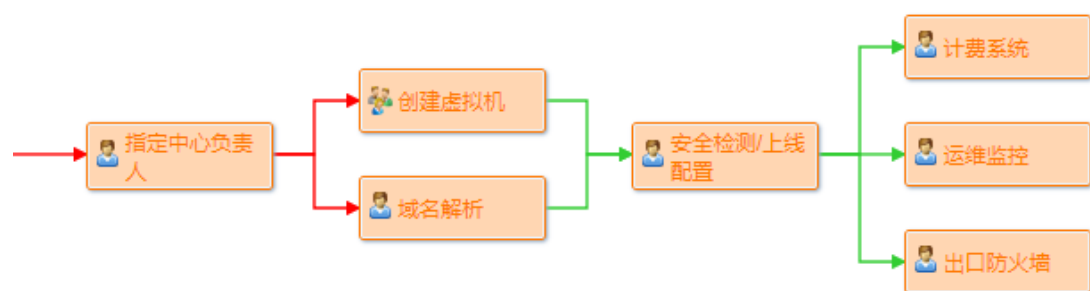 指定中心负责
人
创建虚拟机
域名解析
安全检测/上线
配置
计费系统
运维监控
出口防火墙